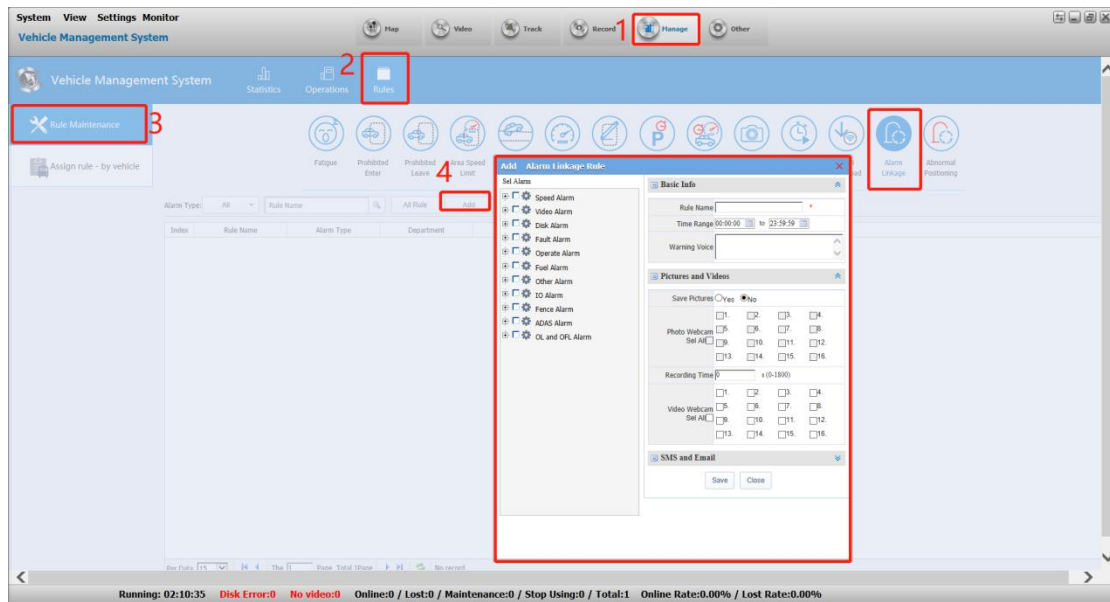 System View Settings Monitor
Vehicle Management System
Map
Video
Track
Record
1
Manage
Other
Vehicle Management System
Statistics
Operations
2
Rules
Rule Maintenance
3
Assign rule - by vehicle
Fatigue
Prohibited Enter
Prohibited Leave
Area Speed Limit
Alarm Linkage
Abnormal Positioning
4
Alarm Type: All Rule Name All Rule Add
Index Rule Name Alarm Type Department
Add Alarm Linkage Rule
Sel Alarm
Speed Alarm
Video Alarm
Disk Alarm
Fault Alarm
Operate Alarm
Fuel Alarm
Other Alarm
IO Alarm
Fence Alarm
ADAS Alarm
OL and OFL Alarm
Basic Info
Rule Name *
Time Range 00:00:00 to 23:59:59
Warning Voice
Pictures and Videos
Save Pictures Yes No
Photo Webcam
Sel All
1. 2. 3. 4.
5. 6. 7. 8.
9. 10. 11. 12.
13. 14. 15. 16.
Recording Time 0 s (0-1800)
Video Webcam
Sel All
1. 2. 3. 4.
5. 6. 7. 8.
9. 10. 11. 12.
13. 14. 15. 16.
SMS and Email
Save Close
Per Data 15 The 1 Page Total 1Page No record
Running: 02:10:35 Disk Error:0 No video:0 Online:0 / Lost:0 / Maintenance:0 / Stop Using:0 / Total:1 Online Rate:0.00% / Lost Rate:0.00%